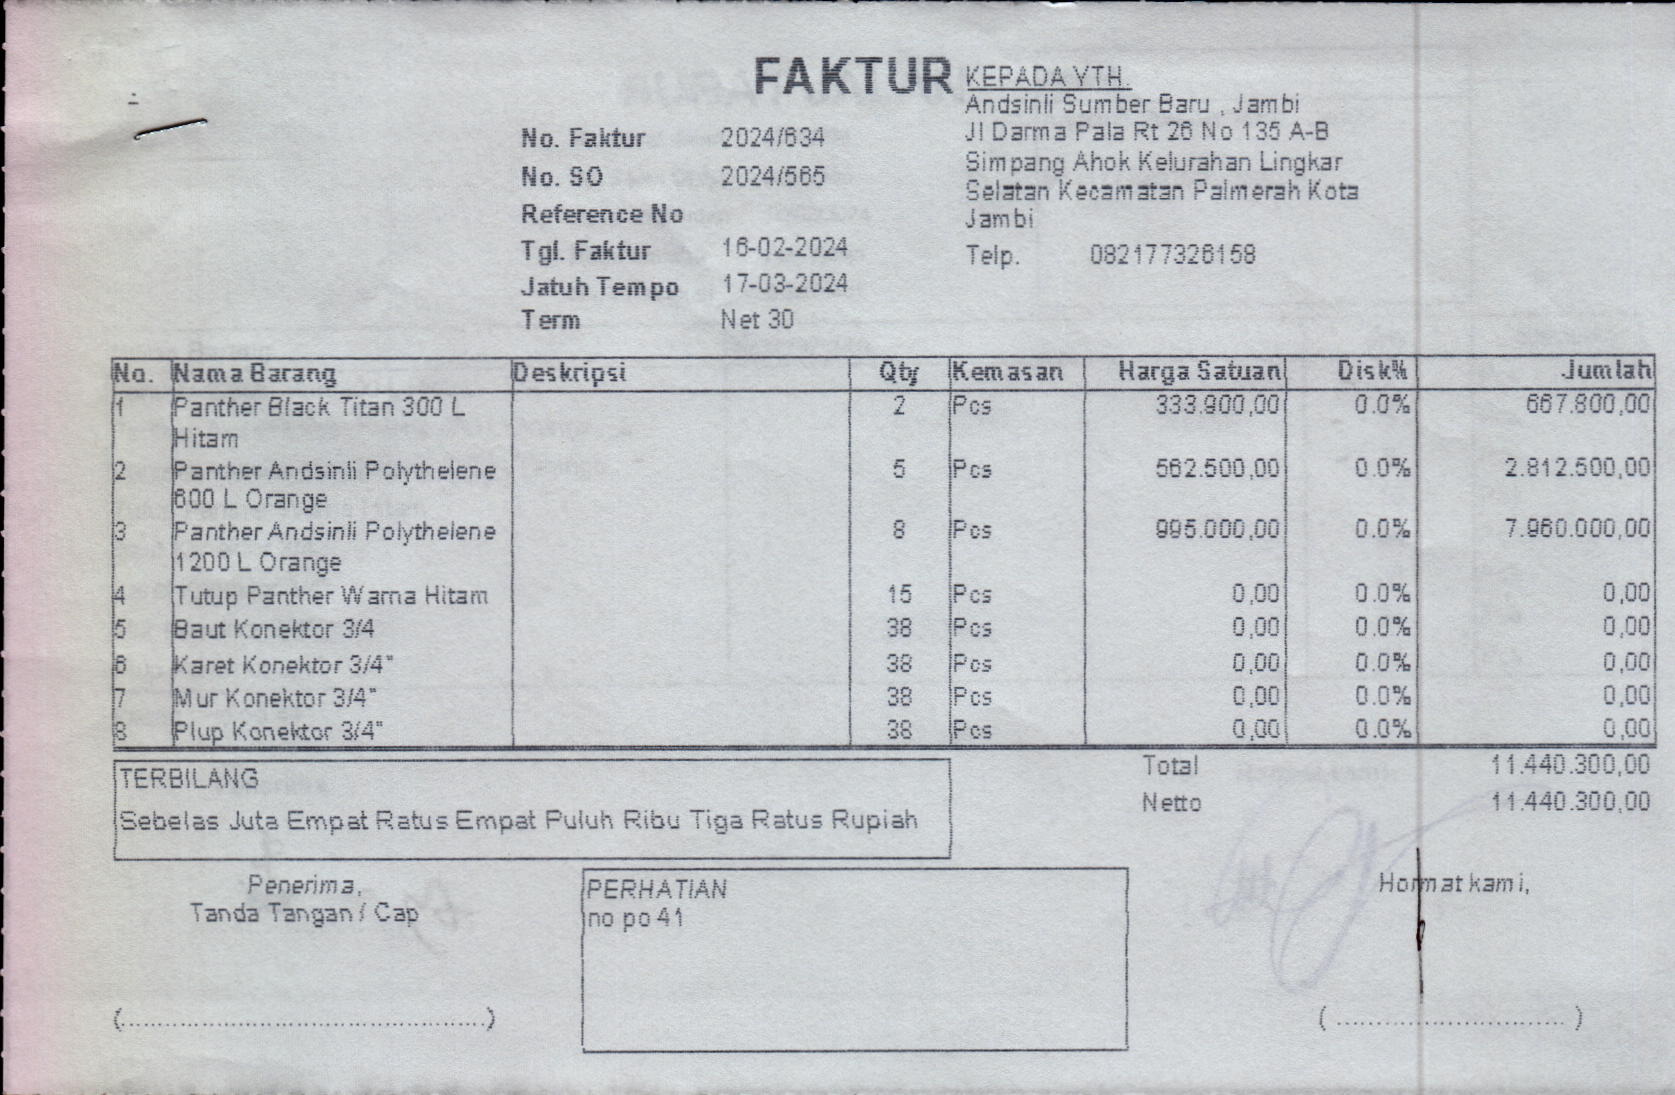 FAKTUR
No. Faktur 2024/634
No. SO 2024/565
Reference No
Tgl. Faktur 16-02-2024
Jatuh Tempo 17-03-2024
Term Net 30
KEPADA YTH.
Andsinli Sumber Baru , Jambi
Jl Darma Pala Rt 26 No 135 A-B
Simpang Ahok Kelurahan Lingkar
Selatan Kecamatan Palmerah Kota
Jambi
Telp. 082177326158
No. Nama Barang Deskripsi Qty Kemasan Harga Satuan Disk% Jumlah
1 Panther Black Titan 300 L 2 Pcs 333.900,00 0.0% 667.800,00
Hitam
2 Panther Andsinli Polythelene 5 Pcs 562.500,00 0.0% 2.812.500,00
600 L Orange
3 Panther Andsinli Polythelene 8 Pcs 995.000,00 0.0% 7.960.000,00
1200 L Orange
4 Tutup Panther Warna Hitam 15 Pcs 0,00 0.0% 0,00
5 Baut Konektor 3/4 38 Pcs 0,00 0.0% 0,00
6 Karet Konektor 3/4" 38 Pcs 0,00 0.0% 0,00
7 Mur Konektor 3/4" 38 Pcs 0,00 0.0% 0,00
8 Plup Konektor 3/4" 38 Pcs 0,00 0.0% 0,00
Total 11.440.300,00
Netto 11.440.300,00
TERBILANG
Sebelas Juta Empat Ratus Empat Puluh Ribu Tiga Ratus Rupiah
Penerima,
Tanda Tangan / Cap
(..............................................)
PERHATIAN
no po 41
Hormat kami,
( ............................. )